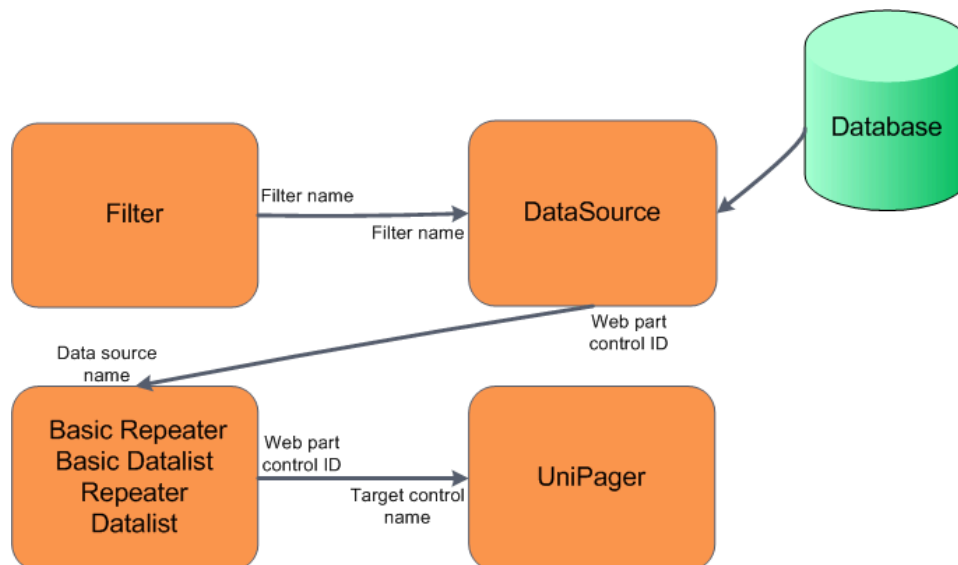 Database
Filter
Filter name
Filter name
DataSource
Web part
control ID
Data source
name
Basic Repeater
Basic Datalist
Repeater
Datalist
Web part
control ID
Target control
name
UniPager